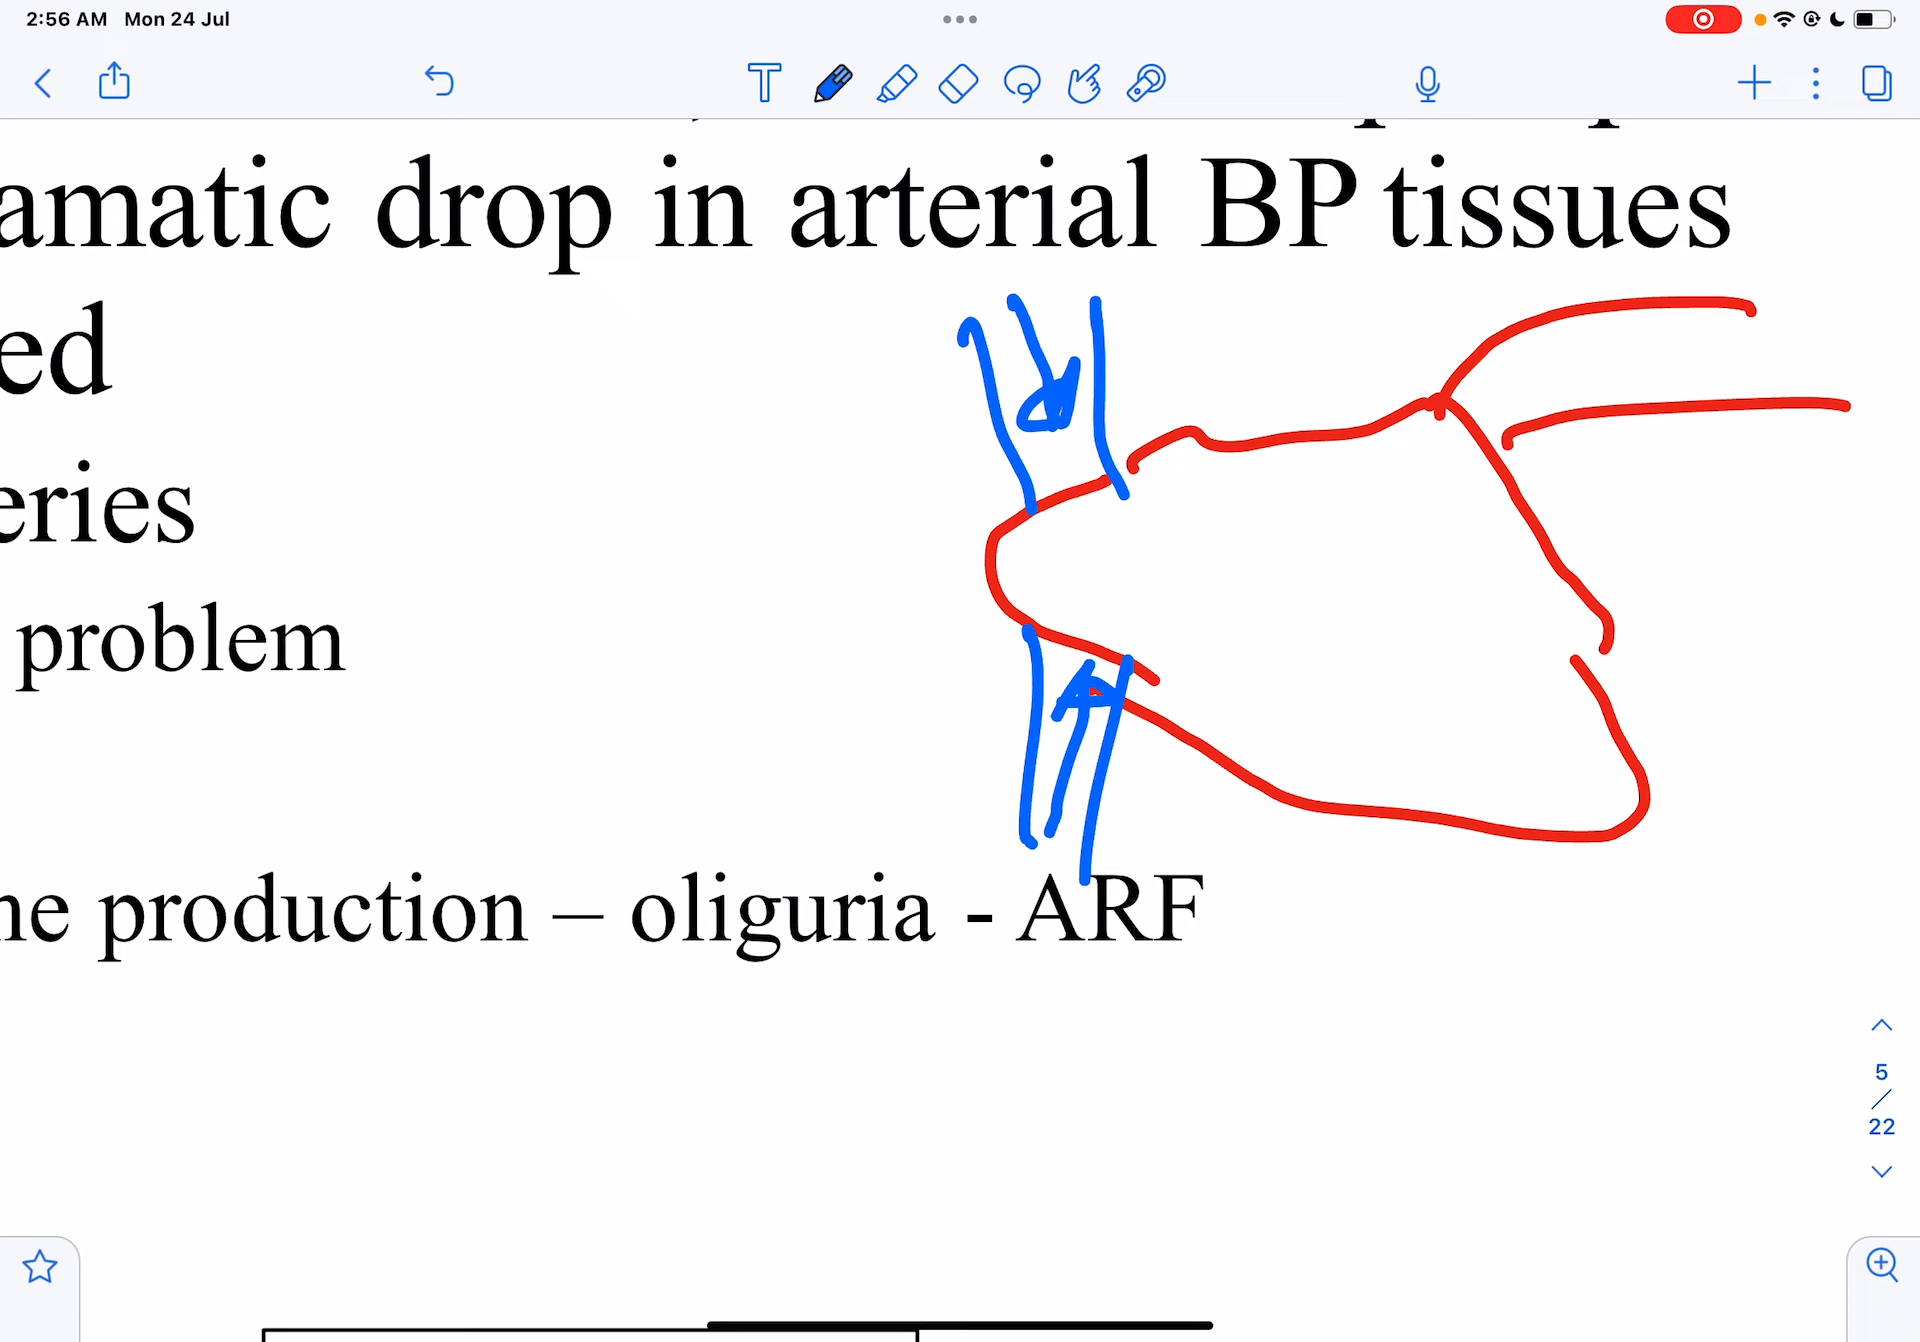 2:56 AM Mon 24 Jul
amatic drop in arterial BP tissues
ed
eries
problem
ne production – oliguria - ARF
5
/
22